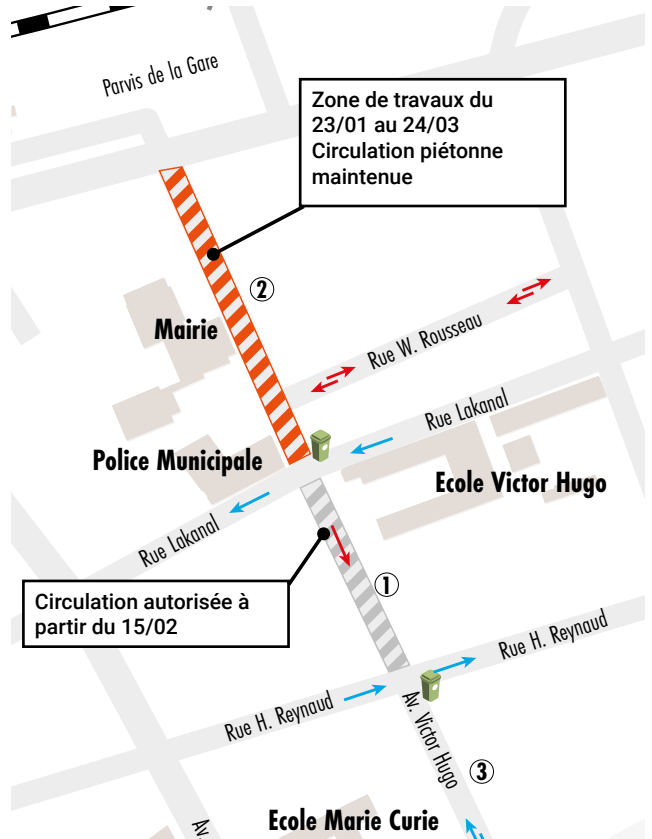 Parvis de la Gare
Zone de travaux du
23/01 au 24/03
Circulation piétonne
maintenue
②
Mairie
Rue W. Rousseau
Rue Lakanal
Police Municipale
Ecole Victor Hugo
Rue Lakanal
①
Circulation autorisée à
partir du 15/02
Rue H. Reynaud
Rue H. Reynaud
Av. Victor Hugo
③
Ecole Marie Curie
Av.